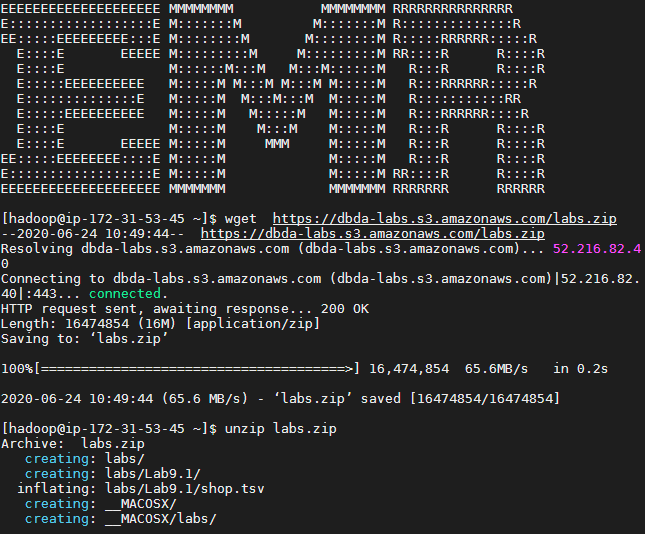 EEEEEEEEEEEEEEEEEEEE MMMMMMMM           MMMMMMMM RRRRRRRRRRRRRRR
E::::::::::::::::::E M:::::::M         M:::::::M R::::::::::::::R
EE:::::EEEEEEEEE:::E M::::::::M       M::::::::M R:::::RRRRRR:::::R
  E::::E       EEEEE M:::::::::M     M:::::::::M RR::::R      R::::R
  E::::E             M::::::M:::M   M:::M::::::M   R:::R      R::::R
  E:::::EEEEEEEEEE   M:::::M M:::M M:::M M:::::M   R:::RRRRRR:::::R
  E::::::::::::::E   M:::::M  M:::M:::M  M:::::M   R:::::::::::RR
  E:::::EEEEEEEEEE   M:::::M   M:::::M   M:::::M   R:::RRRRRR::::R
  E::::E             M:::::M    M:::M    M:::::M   R:::R      R::::R
  E::::E       EEEEE M:::::M     MMM     M:::::M   R:::R      R::::R
EE:::::EEEEEEEE::::E M:::::M             M:::::M   R:::R      R::::R
E::::::::::::::::::E M:::::M             M:::::M RR::::R      R::::R
EEEEEEEEEEEEEEEEEEEE MMMMMMM             MMMMMMM RRRRRRR      RRRRRR
[hadoop@ip-172-31-53-45 ~]$ wget  https://dbda-labs.s3.amazonaws.com/labs.zip
--2020-06-24 10:49:44--  https://dbda-labs.s3.amazonaws.com/labs.zip
Resolving dbda-labs.s3.amazonaws.com (dbda-labs.s3.amazonaws.com)... 52.216.82.4
0
Connecting to dbda-labs.s3.amazonaws.com (dbda-labs.s3.amazonaws.com)|52.216.82.
40|:443... connected.
HTTP request sent, awaiting response... 200 OK
Length: 16474854 (16M) [application/zip]
Saving to: ‘labs.zip’
100%[======================================>] 16,474,854  65.6MB/s   in 0.2s
2020-06-24 10:49:44 (65.6 MB/s) - ‘labs.zip’ saved [16474854/16474854]
[hadoop@ip-172-31-53-45 ~]$ unzip labs.zip
Archive:  labs.zip
   creating: labs/
   creating: labs/Lab9.1/
  inflating: labs/Lab9.1/shop.tsv
   creating: __MACOSX/
   creating: __MACOSX/labs/